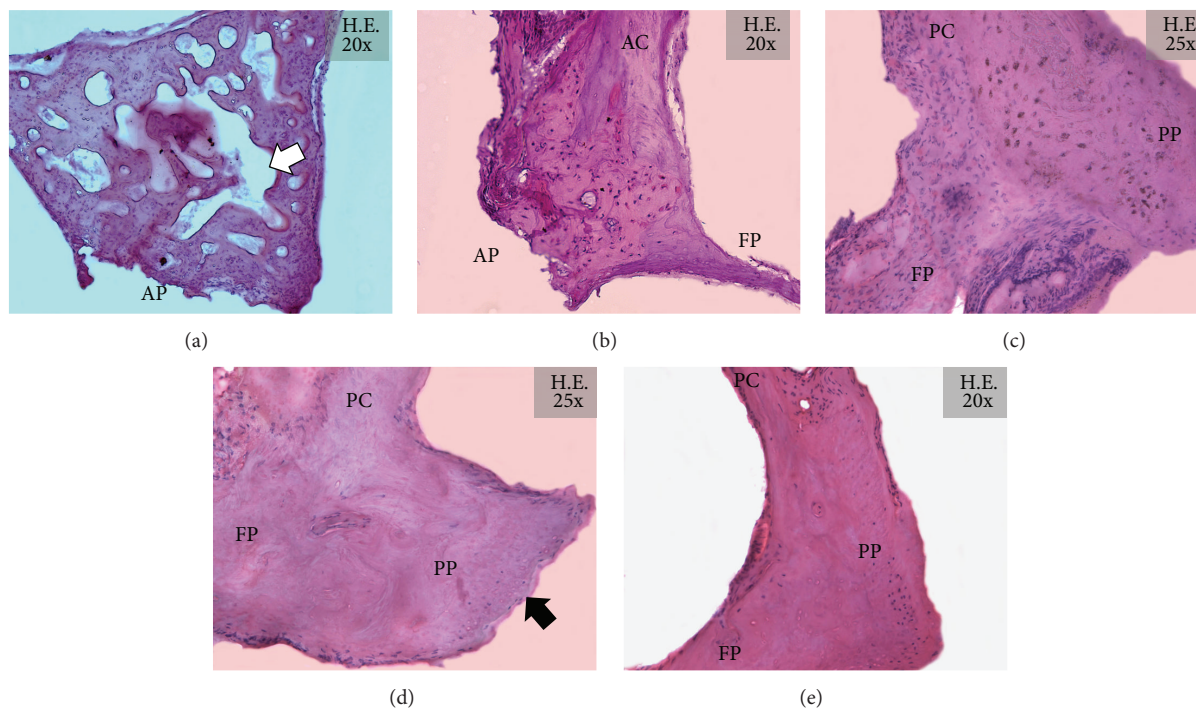 H.E.
20x
AP
(a)
H.E.
20x
AC
AP
FP
(b)
H.E.
25x
PC
PP
FP
(c)
H.E.
25x
PC
FP
PP
(d)
H.E.
20x
PC
PP
FP
(e)